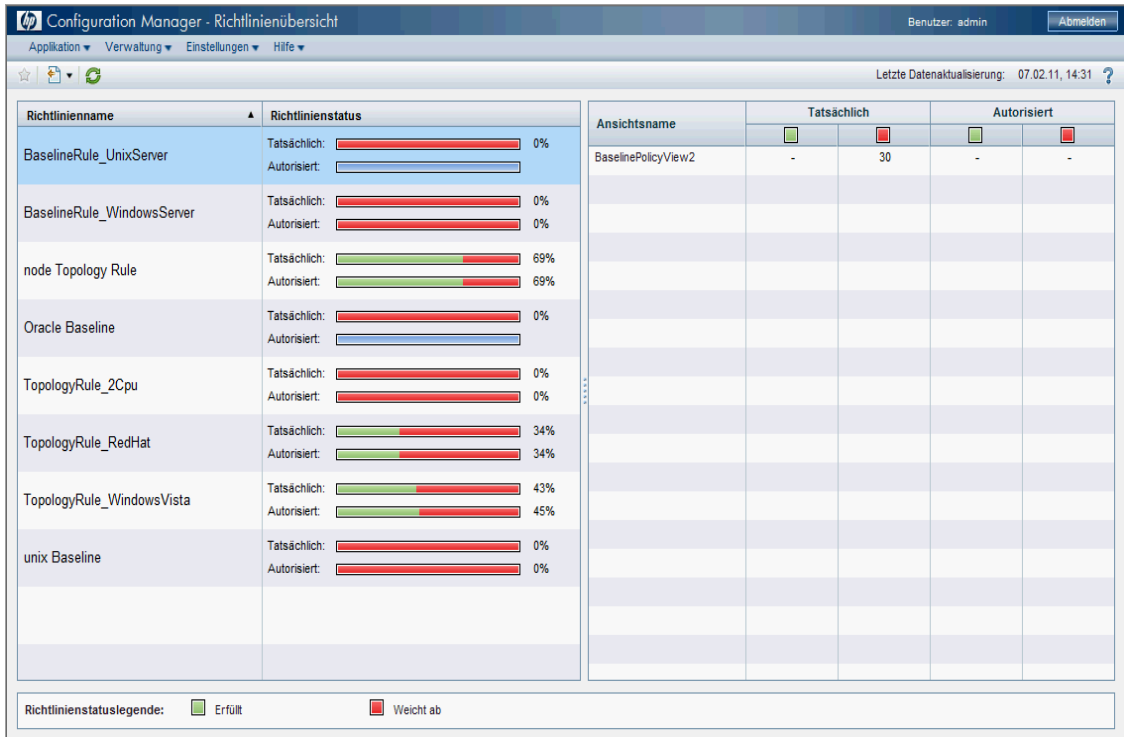 hp Configuration Manager - Richtlinienübersicht Benutzer: admin Abmelden
Applikation Verwaltung Einstellungen Hilfe
Letzte Datenaktualisierung: 07.02.11, 14:31 ?
Richtlinienname Richtlinienstatus
BaselineRule_UnixServer
Tatsächlich: 0%
Autorisiert:
BaselineRule_WindowsServer
Tatsächlich: 0%
Autorisiert: 0%
node Topology Rule
Tatsächlich: 69%
Autorisiert: 69%
Oracle Baseline
Tatsächlich: 0%
Autorisiert:
TopologyRule_2Cpu
Tatsächlich: 0%
Autorisiert: 0%
TopologyRule_RedHat
Tatsächlich: 34%
Autorisiert: 34%
TopologyRule_WindowsVista
Tatsächlich: 43%
Autorisiert: 45%
unix Baseline
Tatsächlich: 0%
Autorisiert: 0%
Ansichtsname Tatsächlich Autorisiert
BaselinePolicyView2 - 30 - -
Richtlinienstatuslegende: Erfüllt Weicht ab